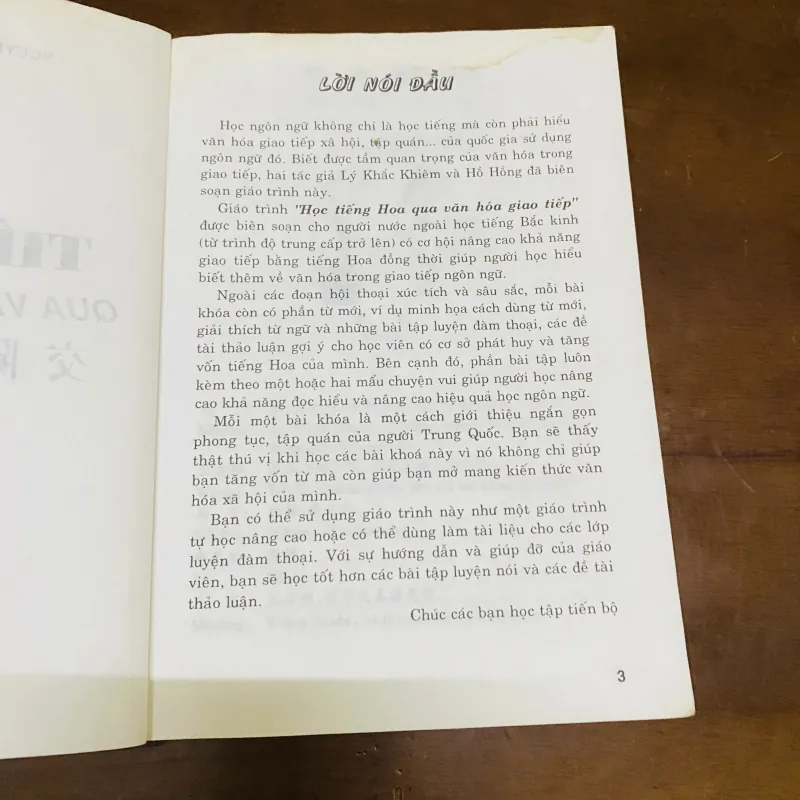 NGUYỄ
TIẾ
QUA VĂ
交
LỜI NÓI ĐẦU
Học ngôn ngữ không chỉ là học tiếng mà còn phải hiểu
văn hóa giao tiếp xã hội, tập quán... của quốc gia sử dụng
ngôn ngữ đó. Biết được tầm quan trọng của văn hóa trong
giao tiếp, hai tác giả Lý Khắc Khiêm và Hồ Hồng đã biên
soạn giáo trình này.
Giáo trình "Học tiếng Hoa qua văn hóa giao tiếp"
được biên soạn cho người nước ngoài học tiếng Bắc kinh
(từ trình độ trung cấp trở lên) có cơ hội nâng cao khả năng
giao tiếp bằng tiếng Hoa đồng thời giúp người học hiểu
biết thêm về văn hóa trong giao tiếp ngôn ngữ.
Ngoài các đoạn hội thoại xúc tích và sâu sắc, mỗi bài
khóa còn có phần từ mới, ví dụ minh họa cách dùng từ mới,
giải thích từ ngữ và những bài tập luyện đàm thoại, các đề
tài thảo luận gợi ý cho học viên có cơ sở phát huy và tăng
vốn tiếng Hoa của mình. Bên cạnh đó, phần bài tập luôn
kèm theo một hoặc hai mẩu chuyện vui giúp người học nâng
cao khả năng đọc hiểu và nâng cao hiệu quả học ngôn ngữ.
Mỗi một bài khóa là một cách giới thiệu ngắn gọn
phong tục, tập quán của người Trung Quốc. Bạn sẽ thấy
thật thú vị khi học các bài khoá này vì nó không chỉ giúp
bạn tăng vốn từ mà còn giúp bạn mở mang kiến thức văn
hóa xã hội của mình.
Bạn có thể sử dụng giáo trình này như một giáo trình
tự học nâng cao hoặc có thể dùng làm tài liệu cho các lớp
luyện đàm thoại. Với sự hướng dẫn và giúp đỡ của giáo
viên, bạn sẽ học tốt hơn các bài tập luyện nói và các đề tài
thảo luận.
Chúc các bạn học tập tiến bộ
3